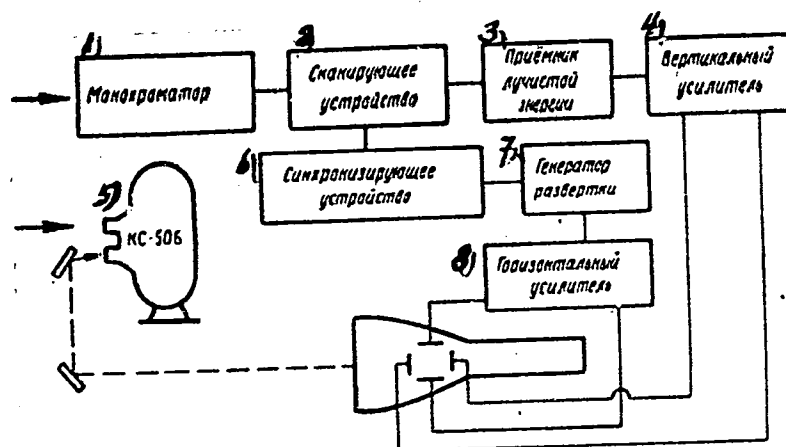 1)
Монохроматор
2
Сканирующее
устройство
3)
Приёмник
лучистой
энергии
4)
Вертикальный
усилитель
5)
КС-50Б
6)
Синхронизирующее
устройство
7)
Генератор
развертки
8)
Горизонтальный
усилитель